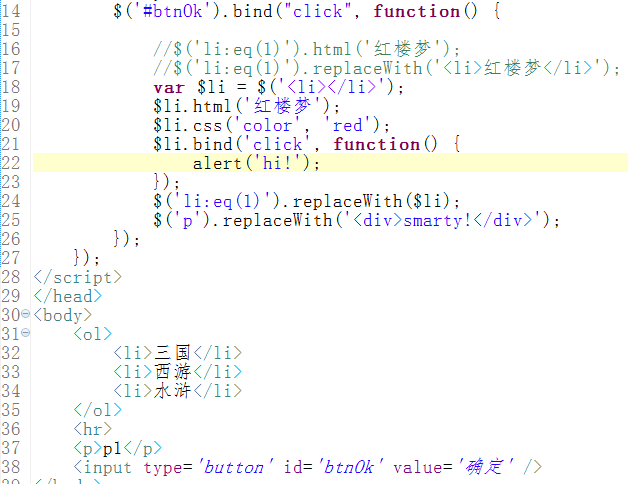 14 $('#btnOk').bind("click", function() {
15
16 //$('li:eq(1)').html('红楼梦');
17 //$('li:eq(1)').replaceWith('<li>红楼梦</li>');
18 var $li = $('<li></li>');
19 $li.html('红楼梦');
20 $li.css('color', 'red');
21 $li.bind('click', function() {
22 alert('hi!');
23 });
24 $('li:eq(1)').replaceWith($li);
25 $('p').replaceWith('<div>smarty!</div>');
26 });
27 });
28 </script>
29 </head>
30 <body>
31 <ol>
32 <li>三国</li>
33 <li>西游</li>
34 <li>水浒</li>
35 </ol>
36 <hr>
37 <p>p1</p>
38 <input type='button' id='btnOk' value='确定' />